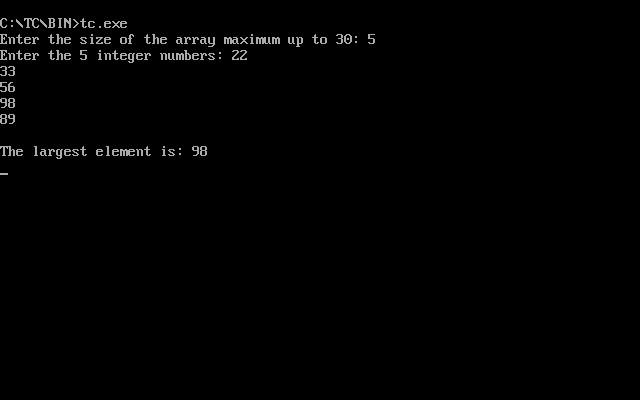 C:\TC\BIN>tc.exe
Enter the size of the array maximum up to 30: 5
Enter the 5 integer numbers: 22
33
56
98
89
The largest element is: 98